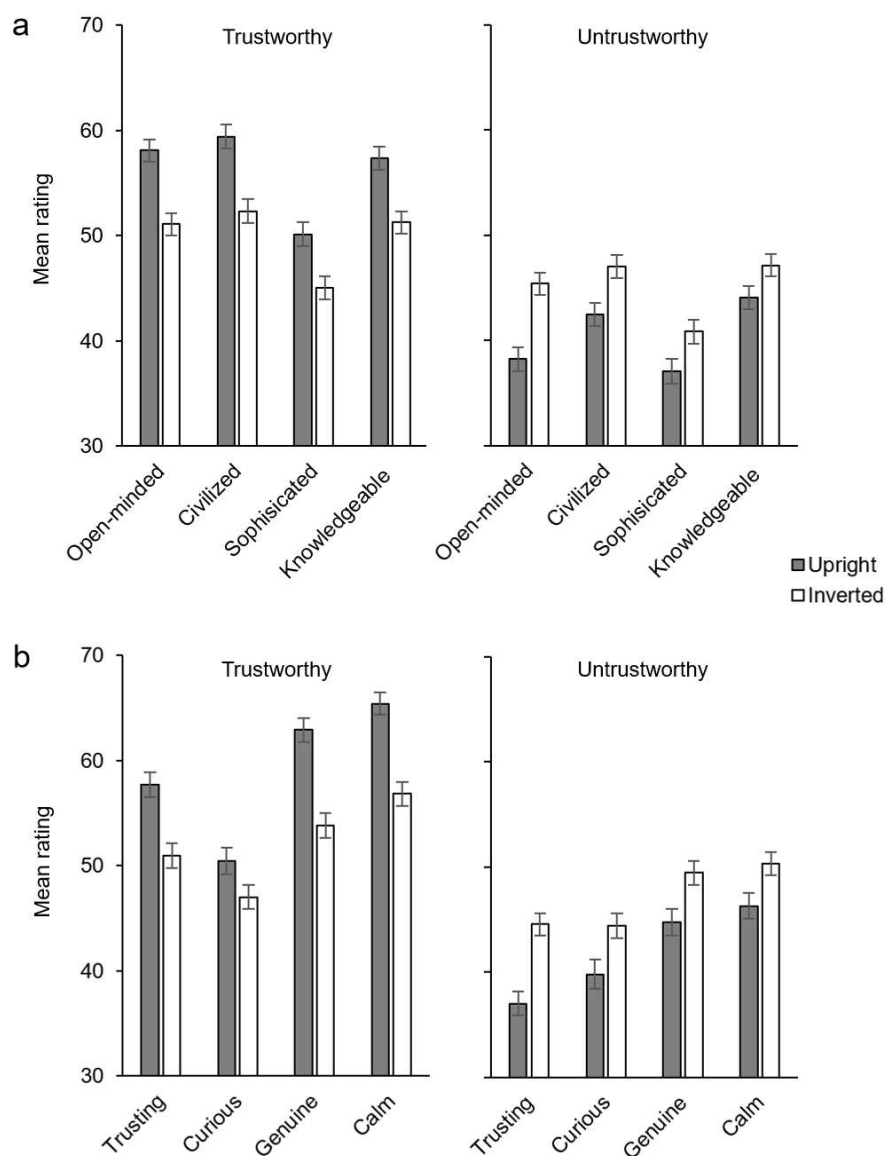 a
Trustworthy
Untrustworthy
Mean rating
70
60
50
40
30
Open-minded
Civilized
Sophisicated
Knowledgeable
Open-minded
Civilized
Sophisicated
Knowledgeable
Upright
Inverted
b
Trustworthy
Untrustworthy
Mean rating
70
60
50
40
30
Trusting
Curious
Genuine
Calm
Trusting
Curious
Genuine
Calm